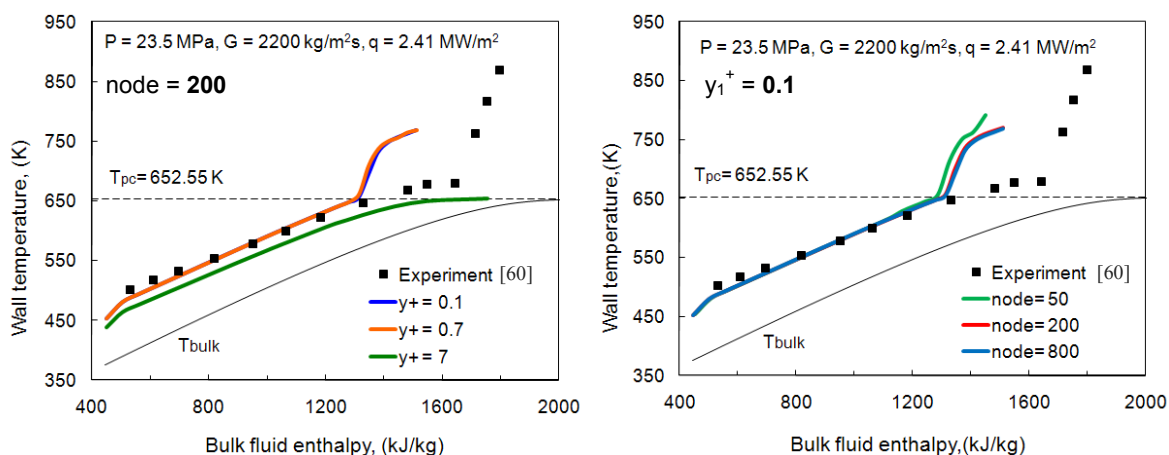 P = 23.5 MPa, G = 2200 kg/m²s, q = 2.41 MW/m²
node = 200
Tpc= 652.55 K
Tbulk
Experiment [60]
y+= 0.1
y+= 0.7
y+= 7
Wall temperature, (K)
950
850
750
650
550
450
350
400
800
1200
1600
2000
Bulk fluid enthalpy, (kJ/kg)
P = 23.5 MPa, G = 2200 kg/m²s, q = 2.41 MW/m²
y₁⁺ = 0.1
Tpc= 652.55 K
Tbulk
Experiment [60]
node= 50
node= 200
node= 800
Wall temperature,(K)
950
850
750
650
550
450
350
400
800
1200
1600
2000
Bulk fluid enthalpy,(kJ/kg)